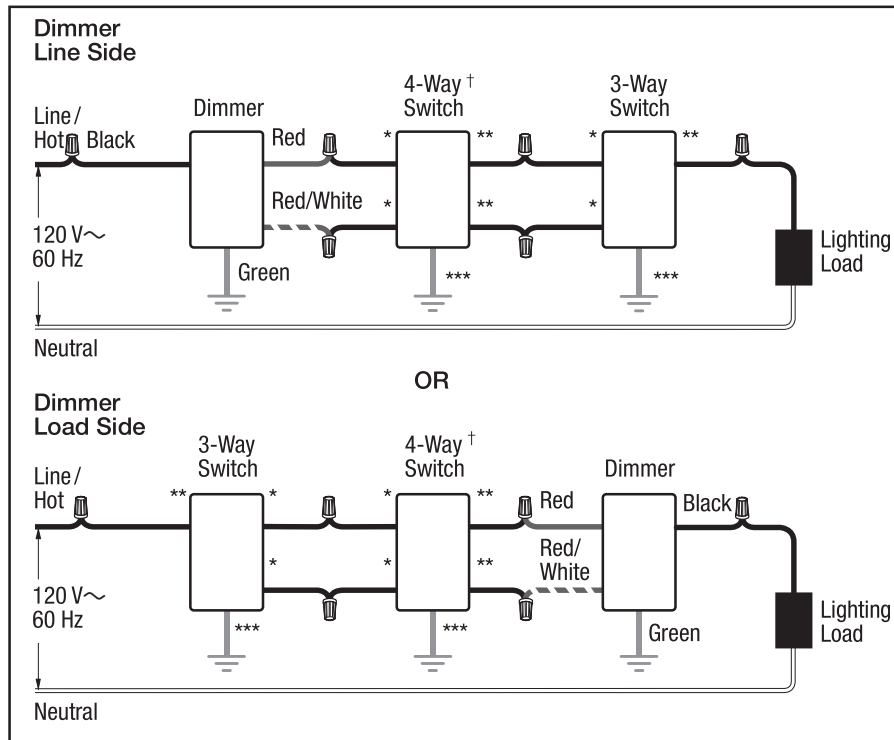 Dimmer
Line Side
4-Way †
Switch
3-Way
Switch
Dimmer
Line /
Hot
Black
Red
*
**
*
**
Red/White
*
**
*
120 V~
60 Hz
Green
***
***
Lighting
Load
Neutral
OR
Dimmer
Load Side
3-Way
Switch
4-Way †
Switch
Dimmer
Line /
Hot
**
*
*
**
Red
Black
*
*
**
Red/
White
120 V~
60 Hz
***
***
Green
Lighting
Load
Neutral